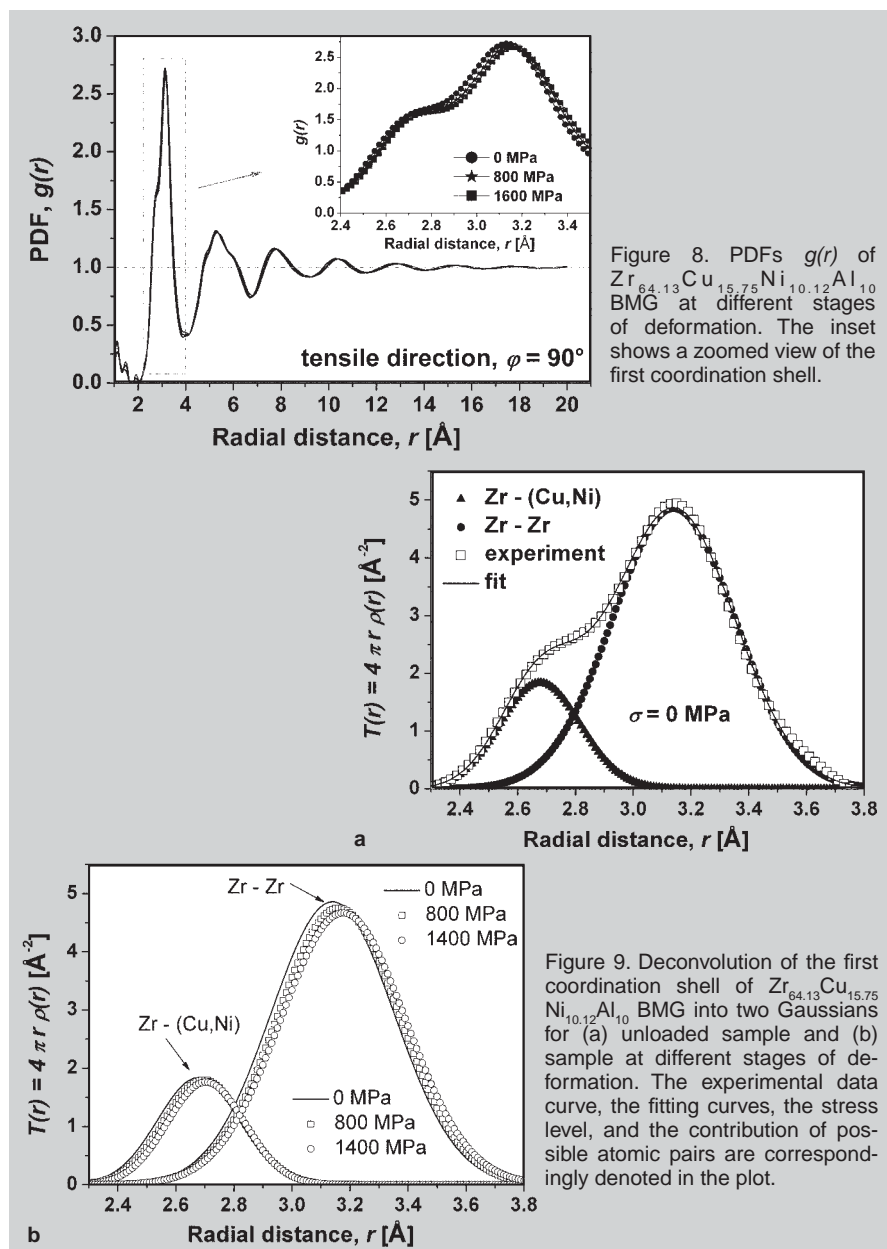 3.0
2.5
2.0
1.5
1.0
0.5
0.0
PDF, g(r)
2 4 6 8 10 12 14 16 18 20
Radial distance, r [Å]
tensile direction, φ = 90°
2.5
2.0
1.5
1.0
0.5
0.0
g(r)
0 MPa
800 MPa
1600 MPa
2.4 2.6 2.8 3.0 3.2 3.4
Radial distance, r [Å]
Figure 8. PDFs g(r) of
Zr64.13Cu15.75Ni10.12Al10
BMG at different stages
of deformation. The inset
shows a zoomed view of the
first coordination shell.
5
4
3
2
1
0
T(r) = 4 π r ρ(r) [Å-2]
Zr - (Cu,Ni)
Zr - Zr
experiment
fit
σ = 0 MPa
2.4 2.6 2.8 3.0 3.2 3.4 3.6 3.8
a
Radial distance, r [Å]
5
4
3
2
1
0
T(r) = 4 π r ρ(r) [Å-2]
Zr - Zr
0 MPa
800 MPa
1400 MPa
Zr - (Cu,Ni)
0 MPa
800 MPa
1400 MPa
2.4 2.6 2.8 3.0 3.2 3.4 3.6 3.8
b
Radial distance, r [Å]
Figure 9. Deconvolution of the first
coordination shell of Zr64.13Cu15.75
Ni10.12Al10 BMG into two Gaussians
for (a) unloaded sample and (b)
sample at different stages of de-
formation. The experimental data
curve, the fitting curves, the stress
level, and the contribution of pos-
sible atomic pairs are correspond-
ingly denoted in the plot.